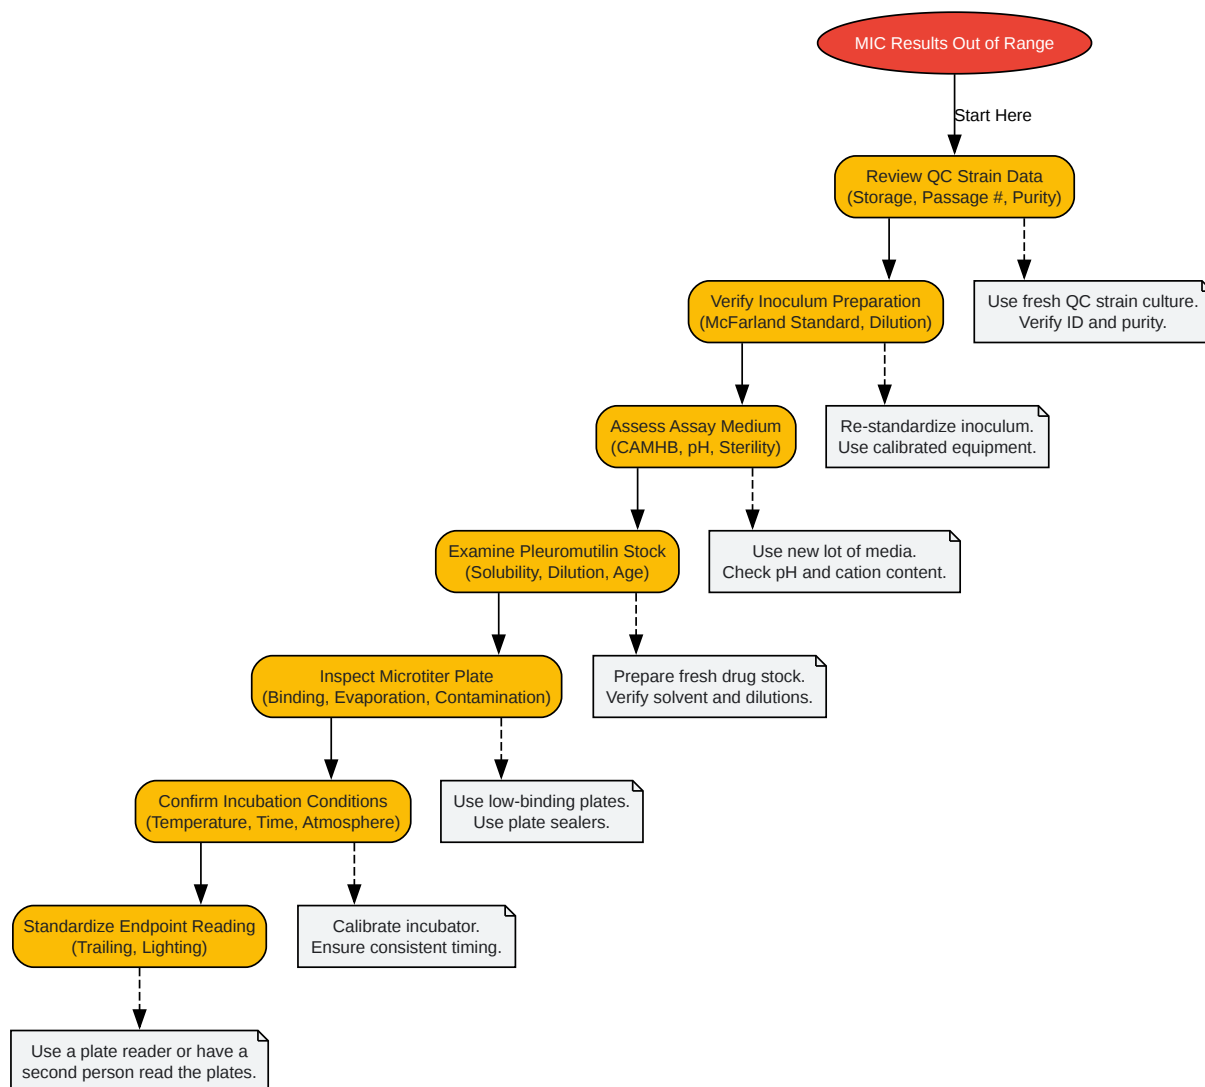 MIC Results Out of Range
Start Here
Review QC Strain Data
(Storage, Passage #, Purity)
Verify Inoculum Preparation
(McFarland Standard, Dilution)
Use fresh QC strain culture.
Verify ID and purity.
Assess Assay Medium
(CAMHB, pH, Sterility)
Re-standardize inoculum.
Use calibrated equipment.
Examine Pleuromutilin Stock
(Solubility, Dilution, Age)
Use new lot of media.
Check pH and cation content.
Inspect Microtiter Plate
(Binding, Evaporation, Contamination)
Prepare fresh drug stock.
Verify solvent and dilutions.
Confirm Incubation Conditions
(Temperature, Time, Atmosphere)
Use low-binding plates.
Use plate sealers.
Standardize Endpoint Reading
(Trailing, Lighting)
Calibrate incubator.
Ensure consistent timing.
Use a plate reader or have a
second person read the plates.